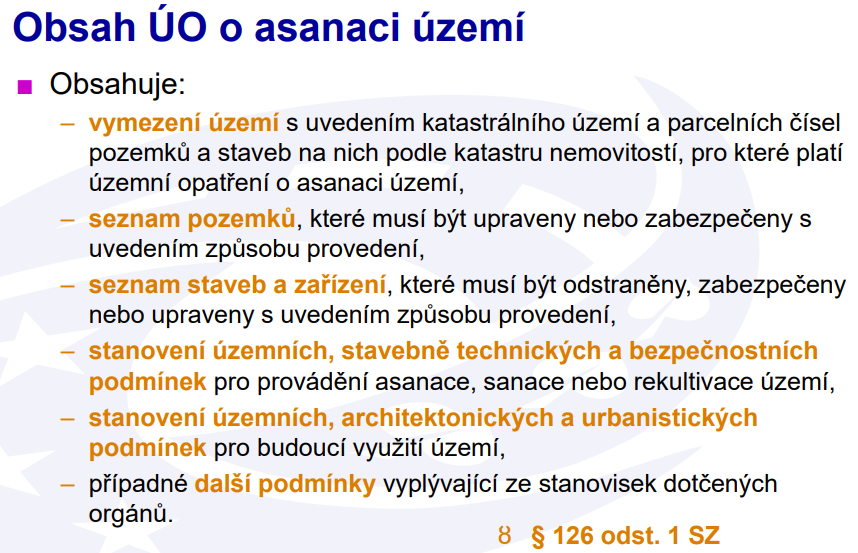 Obsah ÚO o asanaci území
Obsahuje:
– vymezení území s uvedením katastrálního území a parcelních čísel
pozemků a staveb na nich podle katastru nemovitostí, pro které platí
územní opatření o asanaci území,
– seznam pozemků, které musí být upraveny nebo zabezpečeny s
uvedením způsobu provedení,
– seznam staveb a zařízení, které musí být odstraněny, zabezpečeny
nebo upraveny s uvedením způsobu provedení,
– stanovení územních, stavebně technických a bezpečnostních
podmínek pro provádění asanace, sanace nebo rekultivace území,
– stanovení územních, architektonických a urbanistických
podmínek pro budoucí využití území,
– případné další podmínky vyplývající ze stanovisek dotčených
orgánů.
8 § 126 odst. 1 SZ